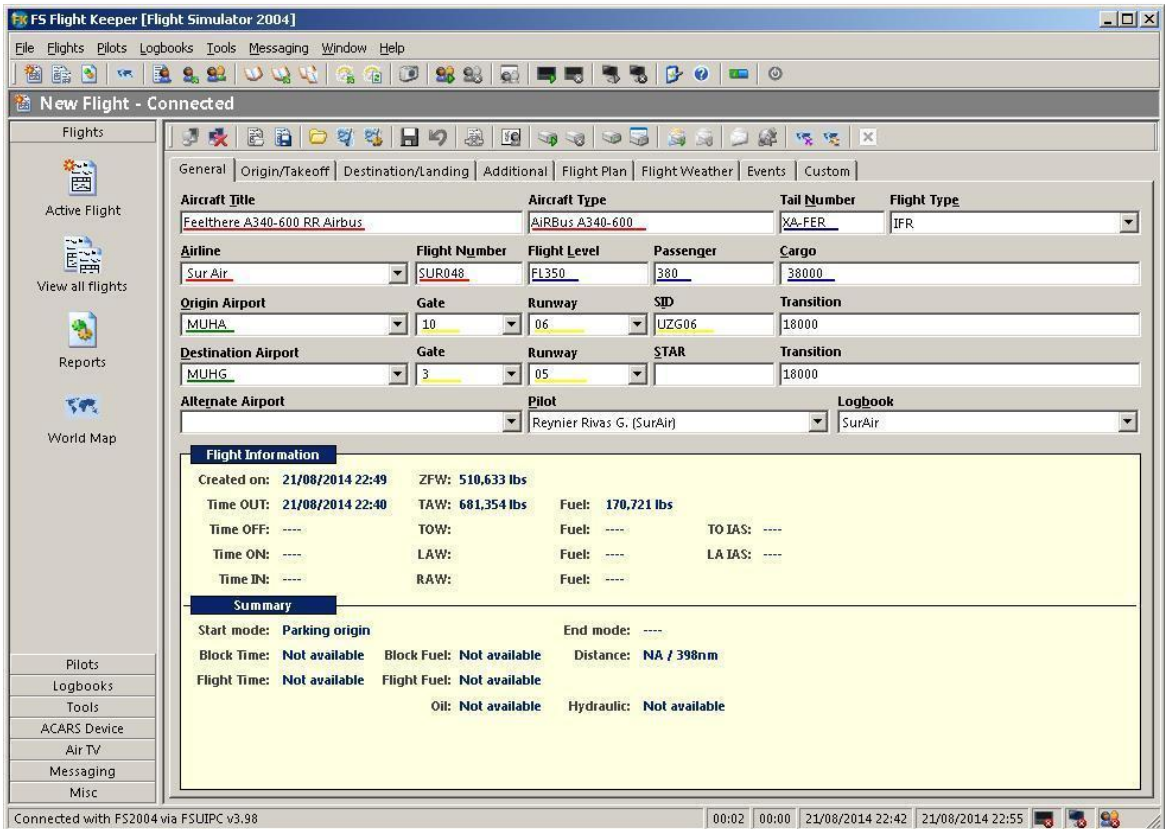 FS Flight Keeper [Flight Simulator 2004]
File Flights Pilots Logbooks Tools Messaging Window Help
New Flight - Connected
Flights
Active Flight
View all flights
Reports
World Map
Pilots
Logbooks
Tools
ACARS Device
Air TV
Messaging
Misc
General Origin/Takeoff Destination/Landing Additional Flight Plan Flight Weather Events Custom
Aircraft Title Aircraft Type Tail Number Flight Type
Feelthere A340-600 RR Airbus AiRBus A340-600 XA-FER IFR
Airline Flight Number Flight Level Passenger Cargo
Sur Air SUR048 FL350 380 38000
Origin Airport Gate Runway SID Transition
MUHA 10 06 UZG06 18000
Destination Airport Gate Runway STAR Transition
MUHG 3 05 18000
Alternate Airport Pilot Logbook
Reynier Rivas G. (SurAir) SurAir
Flight Information
Created on: 21/08/2014 22:49 ZFW: 510,633 lbs
Time OUT: 21/08/2014 22:40 TAW: 681,354 lbs Fuel: 170,721 lbs
Time OFF: ---- TOW: Fuel: ---- TO IAS: ----
Time ON: ---- LAW: Fuel: ---- LA IAS: ----
Time IN: ---- RAW: Fuel: ----
Summary
Start mode: Parking origin End mode: ----
Block Time: Not available Block Fuel: Not available Distance: NA / 398nm
Flight Time: Not available Flight Fuel: Not available
Oil: Not available Hydraulic: Not available
Connected with FS2004 via FSUIPC v3.98 00:02 00:00 21/08/2014 22:42 21/08/2014 22:55